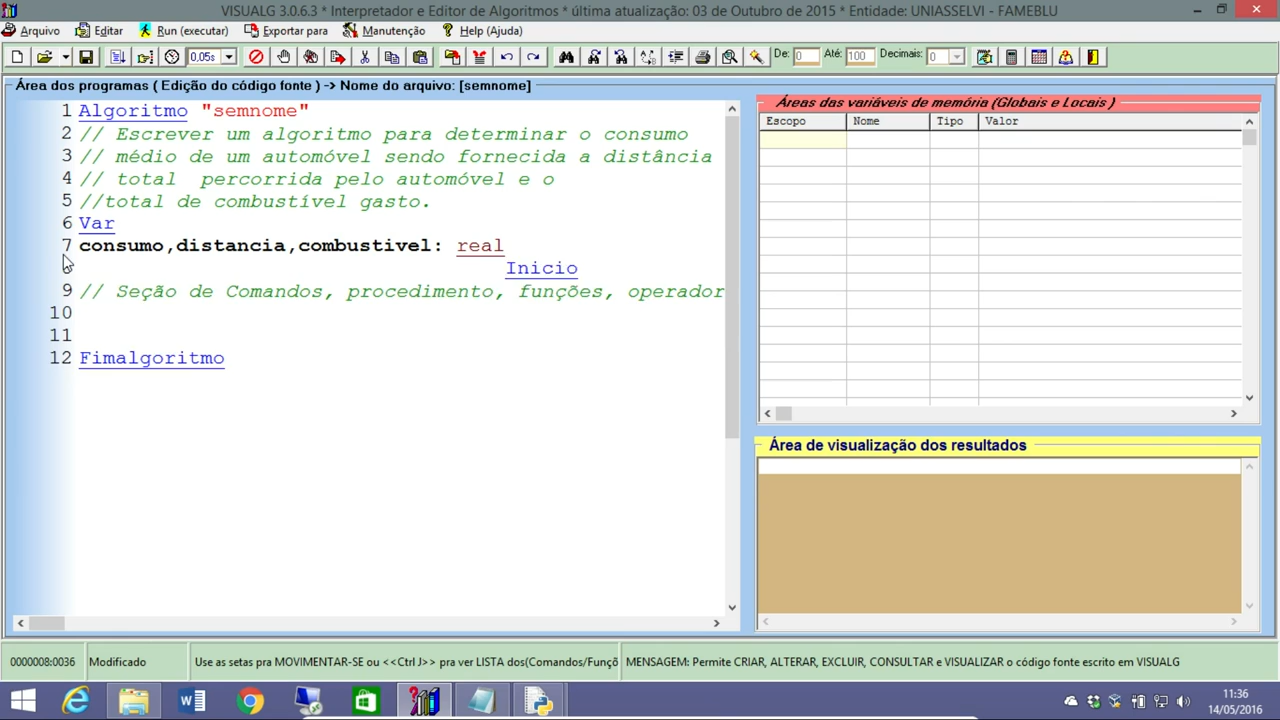 VISUALG 3.0.6.3 * Interpretador e Editor de Algoritmos * última atualização: 03 de Outubro de 2015 * Entidade: UNIASSELVI - FAMEBLU
Arquivo Editar Run (executar) Exportar para Manutenção Help (Ajuda)
0,05s De: 0 Até: 100 Decimais: 0
Área dos programas ( Edição do código fonte ) -> Nome do arquivo: [semnome]
1 Algoritmo "semnome"
2 // Escrever um algoritmo para determinar o consumo
3 // médio de um automóvel sendo fornecida a distância
4 // total percorrida pelo automóvel e o
5 //total de combustível gasto.
6 Var
7 consumo,distancia,combustivel: real
Inicio
9 // Seção de Comandos, procedimento, funções, operador
10
11
12 Fimalgoritmo
Áreas das variáveis de memória (Globais e Locais )
Escopo Nome Tipo Valor
Área de visualização dos resultados
0000008:0036 Modificado Use as setas pra MOVIMENTAR-SE ou <<Ctrl J>> pra ver LISTA dos(Comandos/Funçõ MENSAGEM: Permite CRIAR, ALTERAR, EXCLUIR, CONSULTAR e VISUALIZAR o código fonte escrito em VISUALG
11:36
14/05/2016